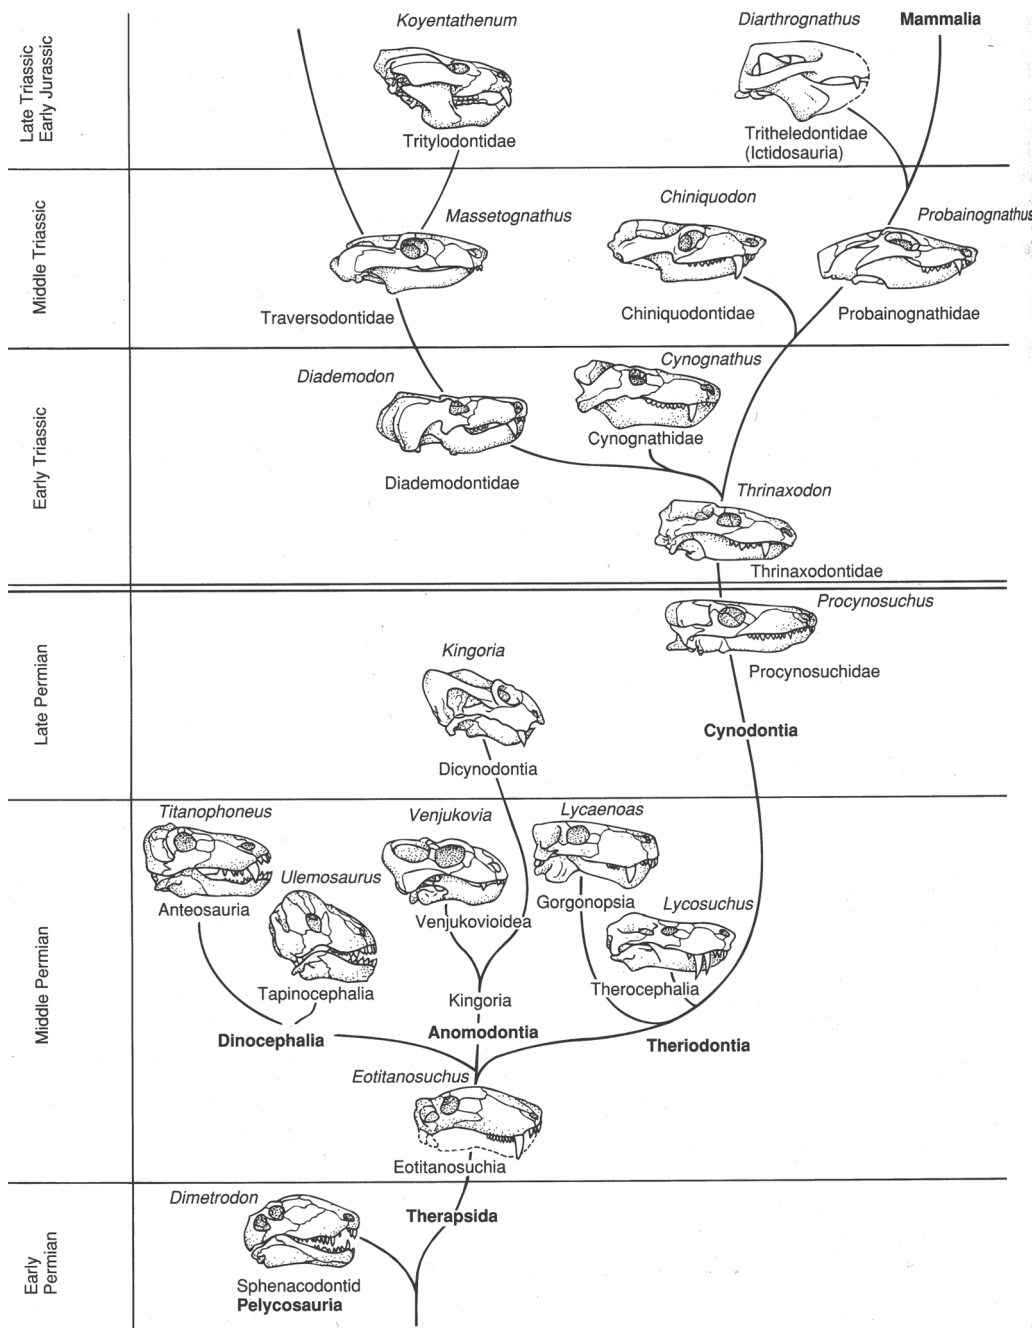 Koyentathenum
Diarthrognathus
Mammalia
Late Triassic
Early Jurassic
Tritylodontidae
Tritheledontidae
(Ictidosauria)
Middle Triassic
Massetognathus
Chiniquodon
Probainognathus
Traversodontidae
Chiniquodontidae
Probainognathidae
Early Triassic
Diademodon
Cynognathus
Cynognathidae
Diademodontidae
Thrinaxodon
Thrinaxodontidae
Late Permian
Procynosuchus
Kingoria
Procynosuchidae
Cynodontia
Dicynodontia
Middle Permian
Titanophoneus
Venjukovia
Lycaenoas
Ulemosaurus
Anteosauria
Gorgonopsia
Lycosuchus
Venjukovioidea
Tapinocephalia
Therocephalia
Kingoria
Dinocephalia
Anomodontia
Theriodontia
Eotitanosuchus
Eotitanosuchia
Early
Permian
Dimetrodon
Therapsida
Sphenacodontid
Pelycosauria